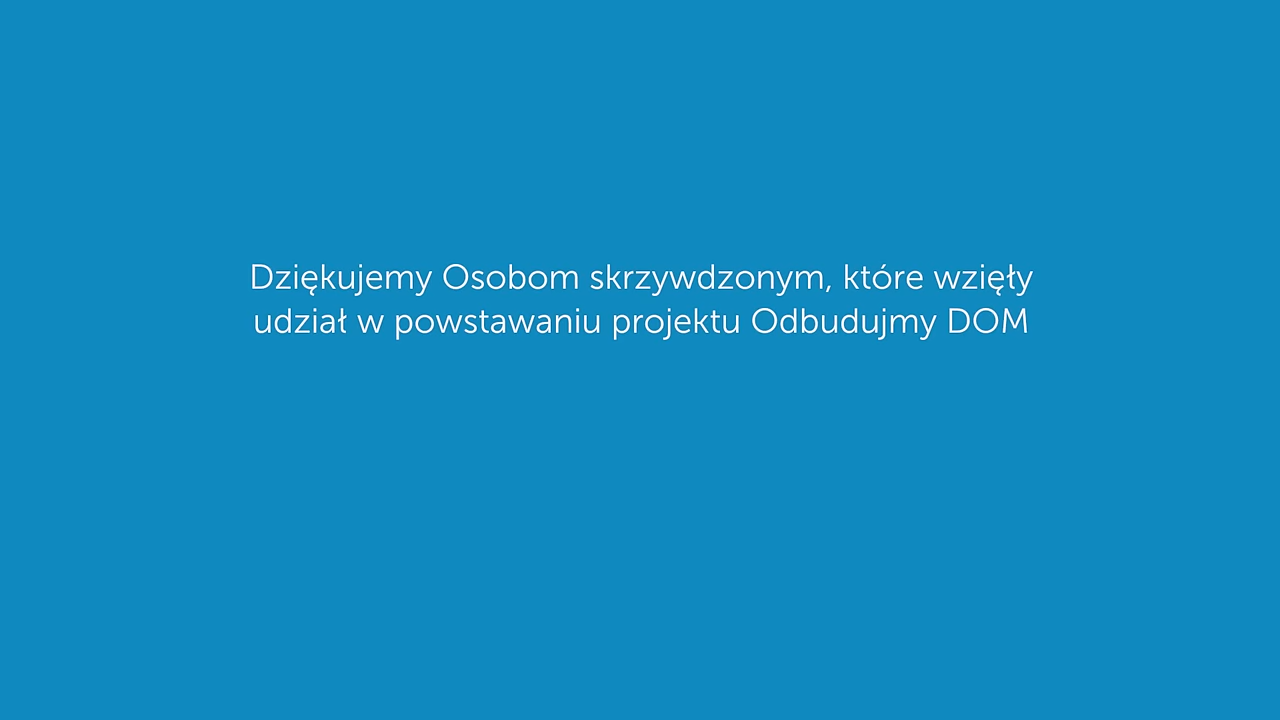 Dziękujemy Osobom skrzywdzonym, które wzięły
udział w powstawaniu projektu Odbudujmy DOM